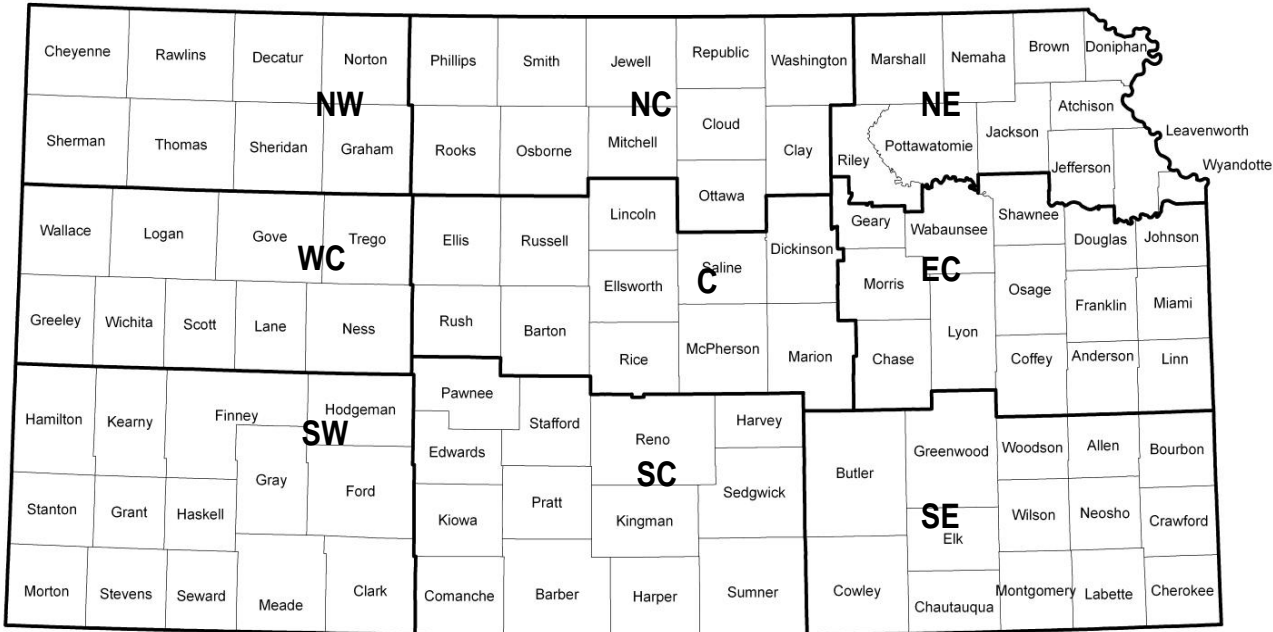 Cheyenne
Rawlins
Decatur
Norton
Phillips
Smith
Jewell
Republic
Washington
Marshall
Nemaha
Brown
Doniphan
NW
NC
NE
Atchison
Sherman
Thomas
Sheridan
Graham
Rooks
Osborne
Mitchell
Cloud
Clay
Riley
Pottawatomie
Jackson
Jefferson
Leavenworth
Wyandotte
Ottawa
Wallace
Logan
Gove
Trego
WC
Ellis
Russell
Lincoln
Saline
C
Dickinson
Geary
Wabaunsee
EC
Shawnee
Douglas
Johnson
Ellsworth
Morris
Osage
Franklin
Miami
Greeley
Wichita
Scott
Lane
Ness
Rush
Barton
Rice
McPherson
Marion
Chase
Lyon
Coffey
Anderson
Linn
Hamilton
Kearny
Finney
Hodgeman
SW
Pawnee
Stafford
Edwards
Reno
SC
Harvey
Sedgwick
Butler
Greenwood
Woodson
Allen
Bourbon
Stanton
Grant
Haskell
Gray
Ford
Kiowa
Pratt
Kingman
SE
Elk
Wilson
Neosho
Crawford
Morton
Stevens
Seward
Meade
Clark
Comanche
Barber
Harper
Sumner
Cowley
Chautauqua
Montgomery
Labette
Cherokee